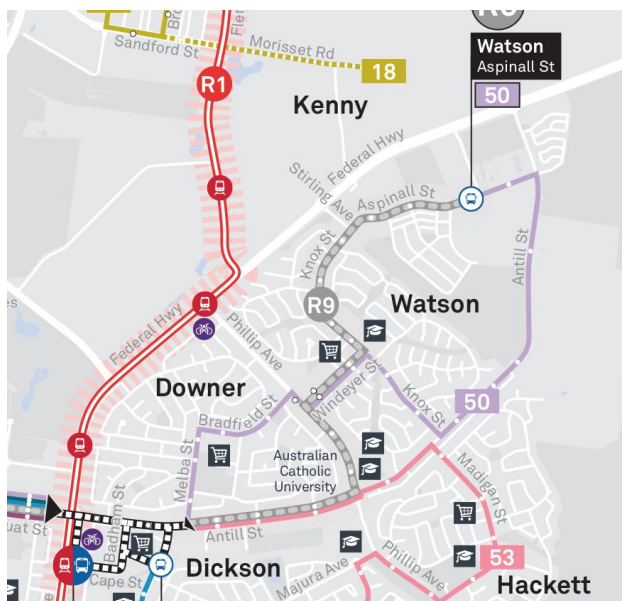 Sandford St
Morisset Rd
18
Watson
Aspinall St
50
R1
Kenny
Federal Hwy
Stirling Ave
Aspinall St
Knox St
Antill St
R9
Watson
Federal Hwy
Phillip Ave
Downer
Bradfield St
Windeyer St
Knox St
50
Melba St
Australian
Catholic
University
Madigan St
Badham St
Antill St
Dickson
Cape St
Majura Ave
Phillip Ave
53
Hackett